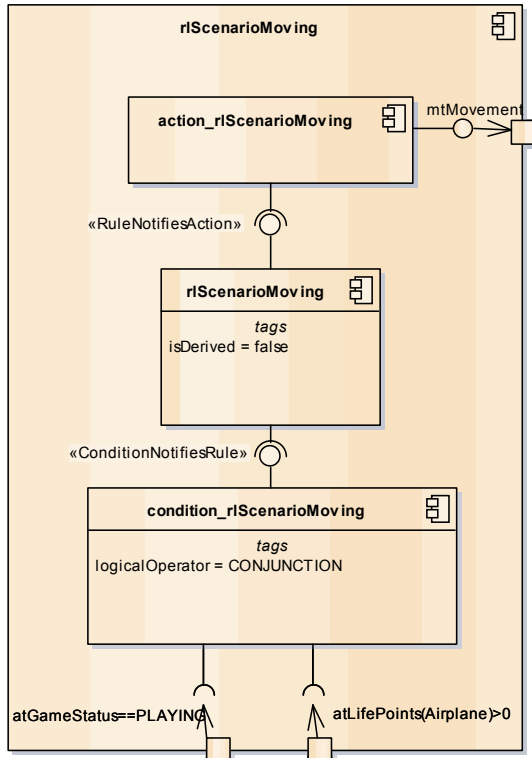 rlScenarioMoving
action_rlScenarioMoving
mtMovement
«RuleNotifiesAction»
rlScenarioMoving
tags
isDerived = false
«ConditionNotifiesRule»
condition_rlScenarioMoving
tags
logicalOperator = CONJUNCTION
atGameStatus==PLAYING
atLifePoints(Airplane)>0